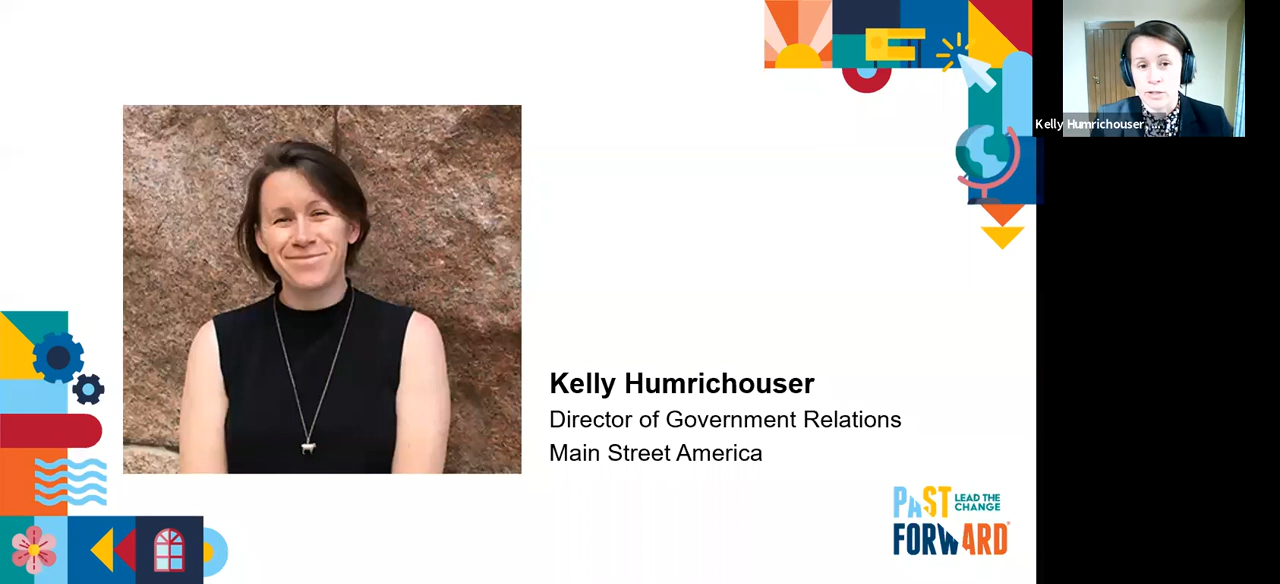 Kelly Humrichouser
Kelly Humrichouser
Director of Government Relations
Main Street America
PAST LEAD THE
CHANGE
FORWARD